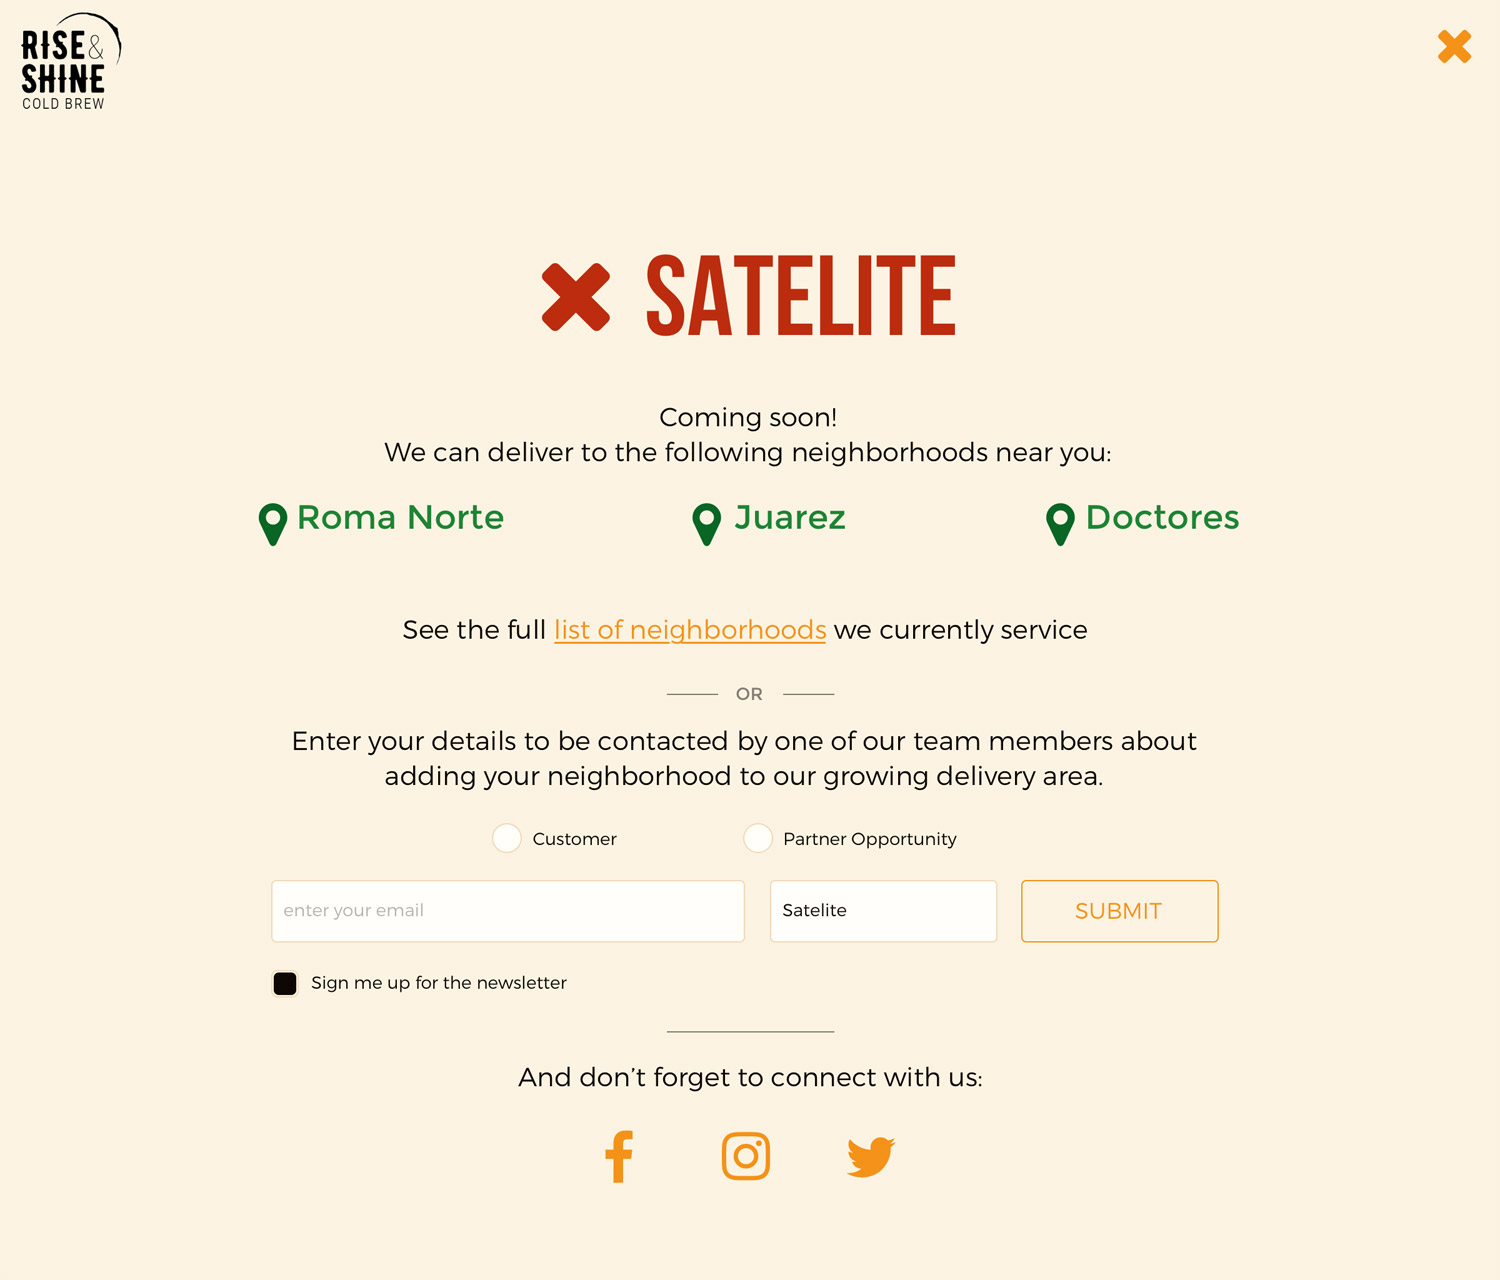 RISE &
SHINE
COLD BREW
SATELITE
Coming soon!
We can deliver to the following neighborhoods near you:
Roma Norte
Juarez
Doctores
See the full list of neighborhoods we currently service
OR
Enter your details to be contacted by one of our team members about
adding your neighborhood to our growing delivery area.
Customer
Partner Opportunity
enter your email
Satelite
SUBMIT
Sign me up for the newsletter
And don’t forget to connect with us: